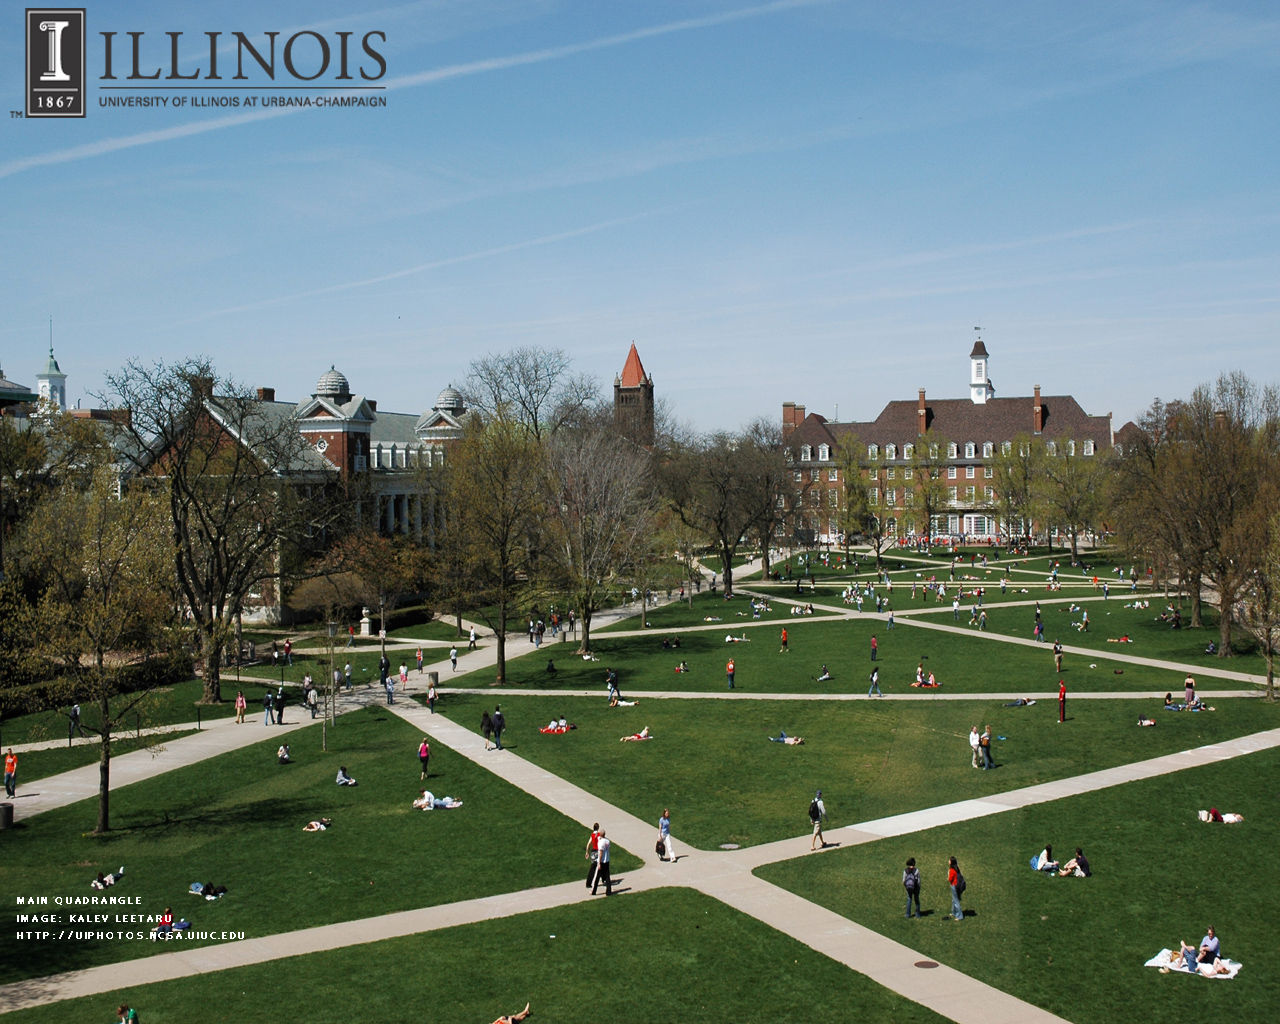 I
1867
TM
ILLINOIS
UNIVERSITY OF ILLINOIS AT URBANA-CHAMPAIGN
MAIN QUADRANGLE
IMAGE: KALEV LEETARU
HTTP://UIPHOTOS.NCSA.UIUC.EDU